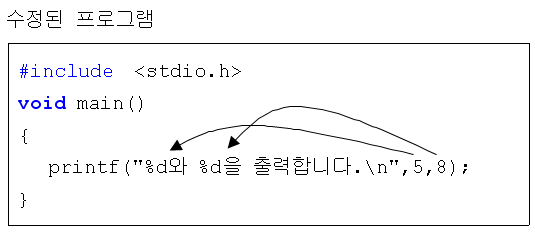 수정된 프로그램
#include <stdio.h>
void main()
{
printf("%d와 %d을 출력합니다.\n",5,8);
}